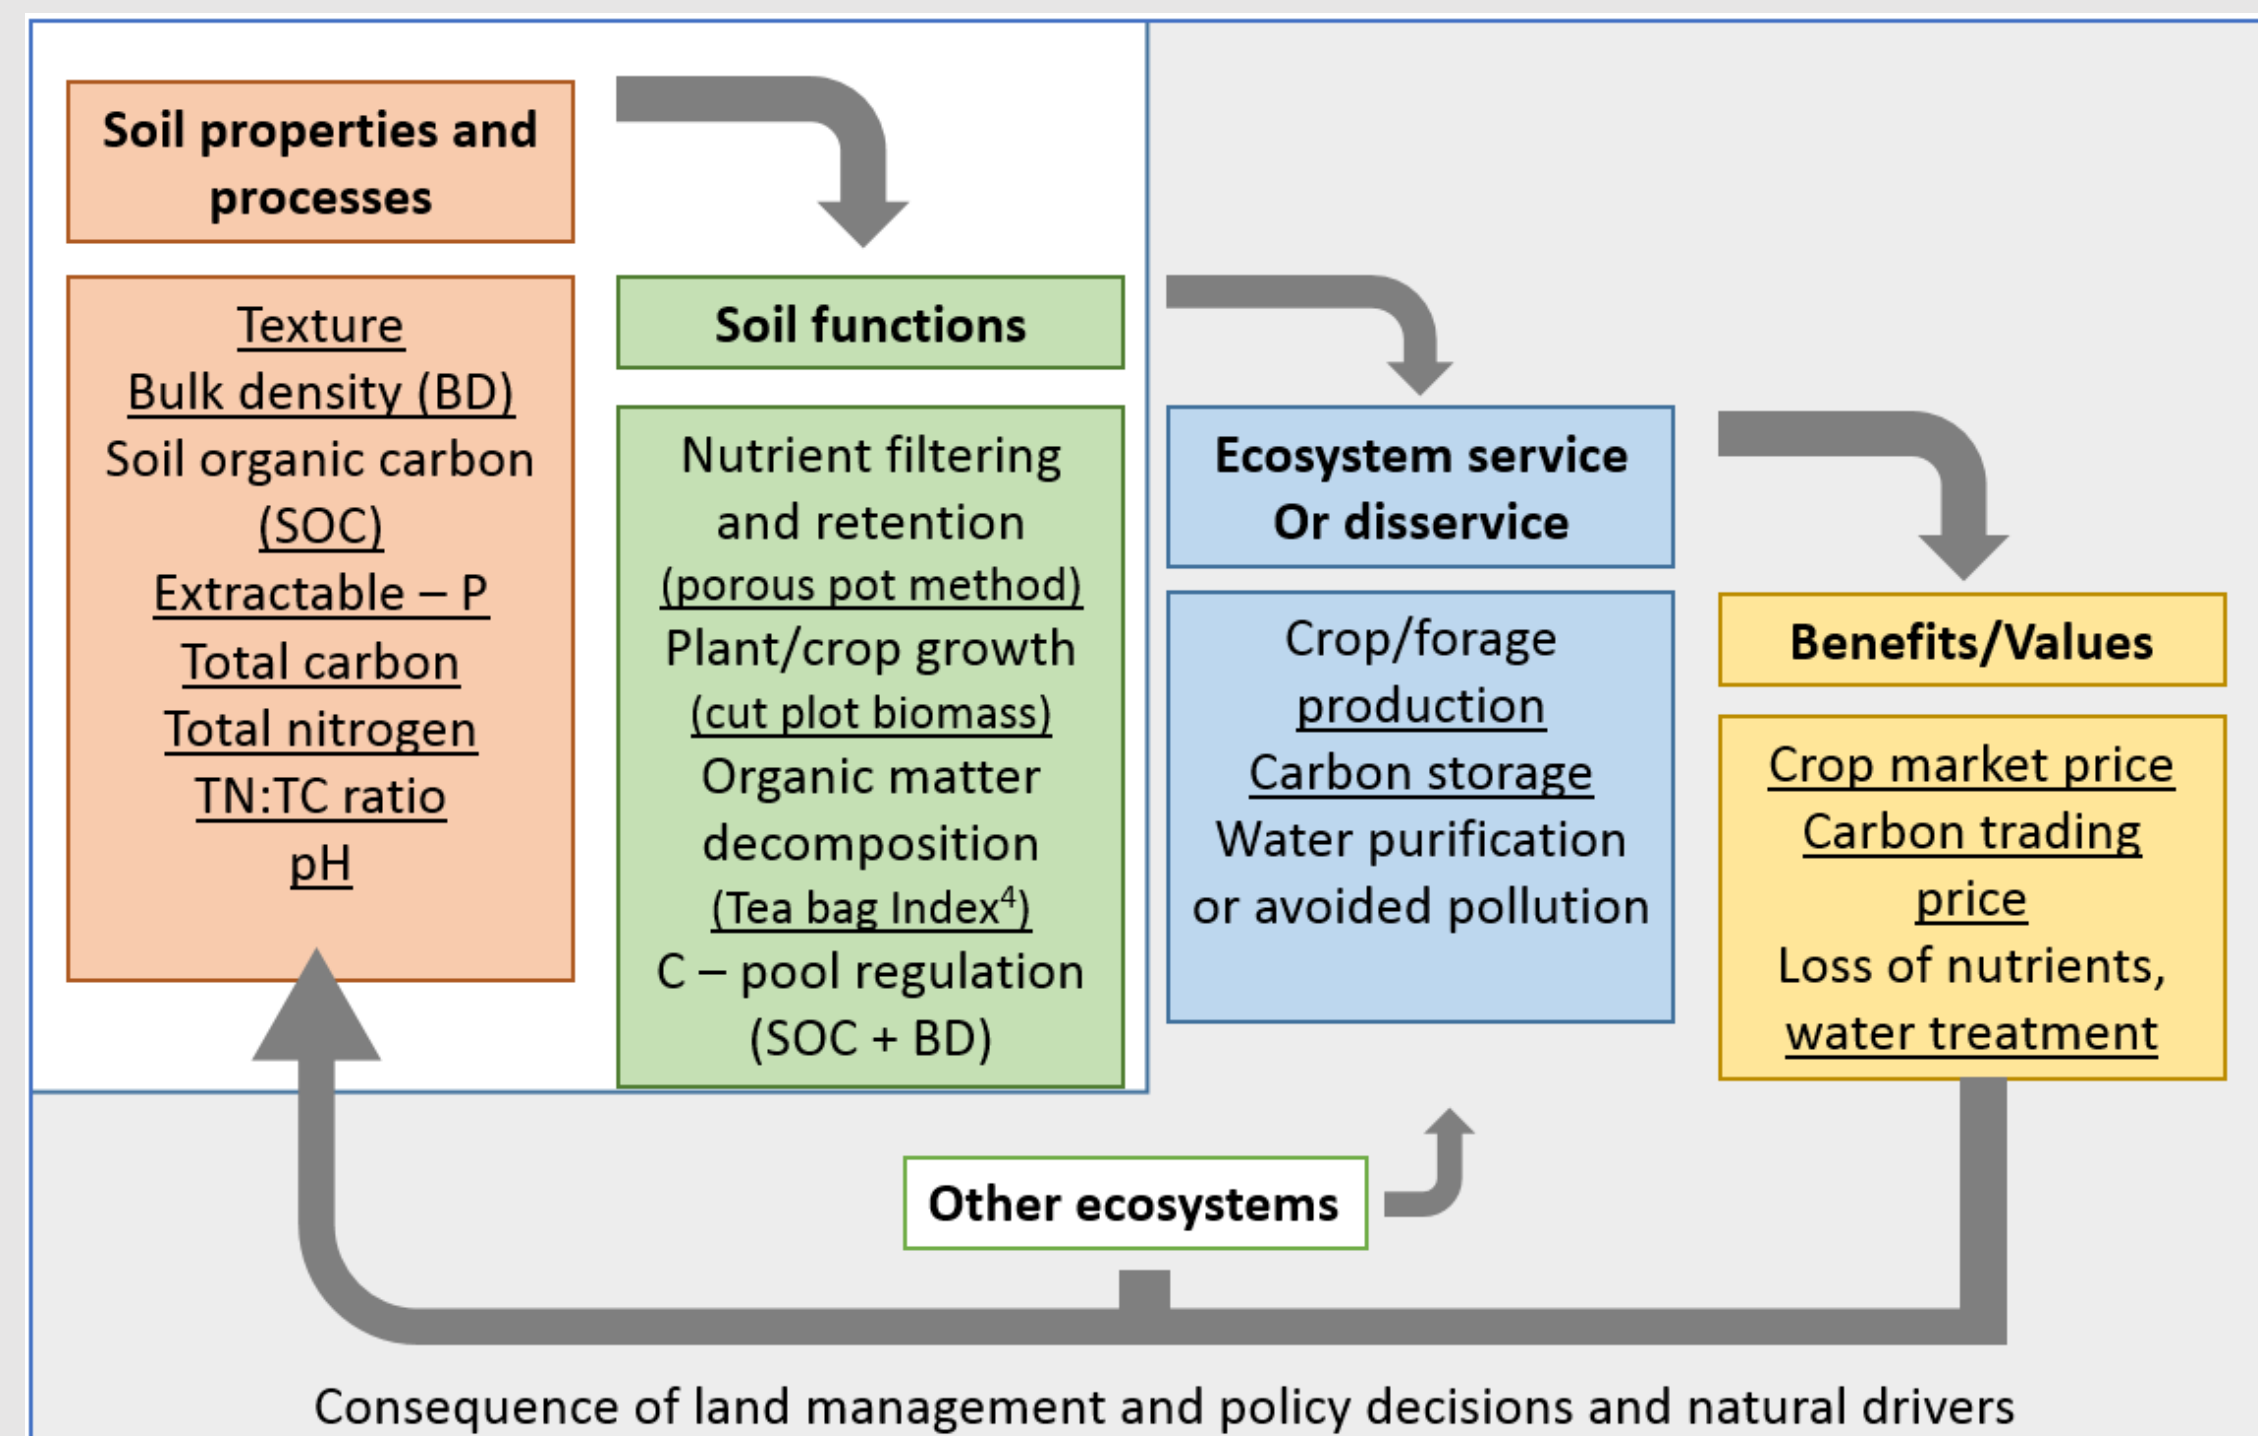 Soil properties and
processes
Texture
Bulk density (BD)
Soil organic carbon
(SOC)
Extractable – P
Total carbon
Total nitrogen
TN:TC ratio
pH
Soil functions
Nutrient filtering
and retention
(porous pot method)
Plant/crop growth
(cut plot biomass)
Organic matter
decomposition
(Tea bag Index⁴)
C – pool regulation
(SOC + BD)
Ecosystem service
Or disservice
Crop/forage
production
Carbon storage
Water purification
or avoided pollution
Benefits/Values
Crop market price
Carbon trading
price
Loss of nutrients,
water treatment
Other ecosystems
Consequence of land management and policy decisions and natural drivers